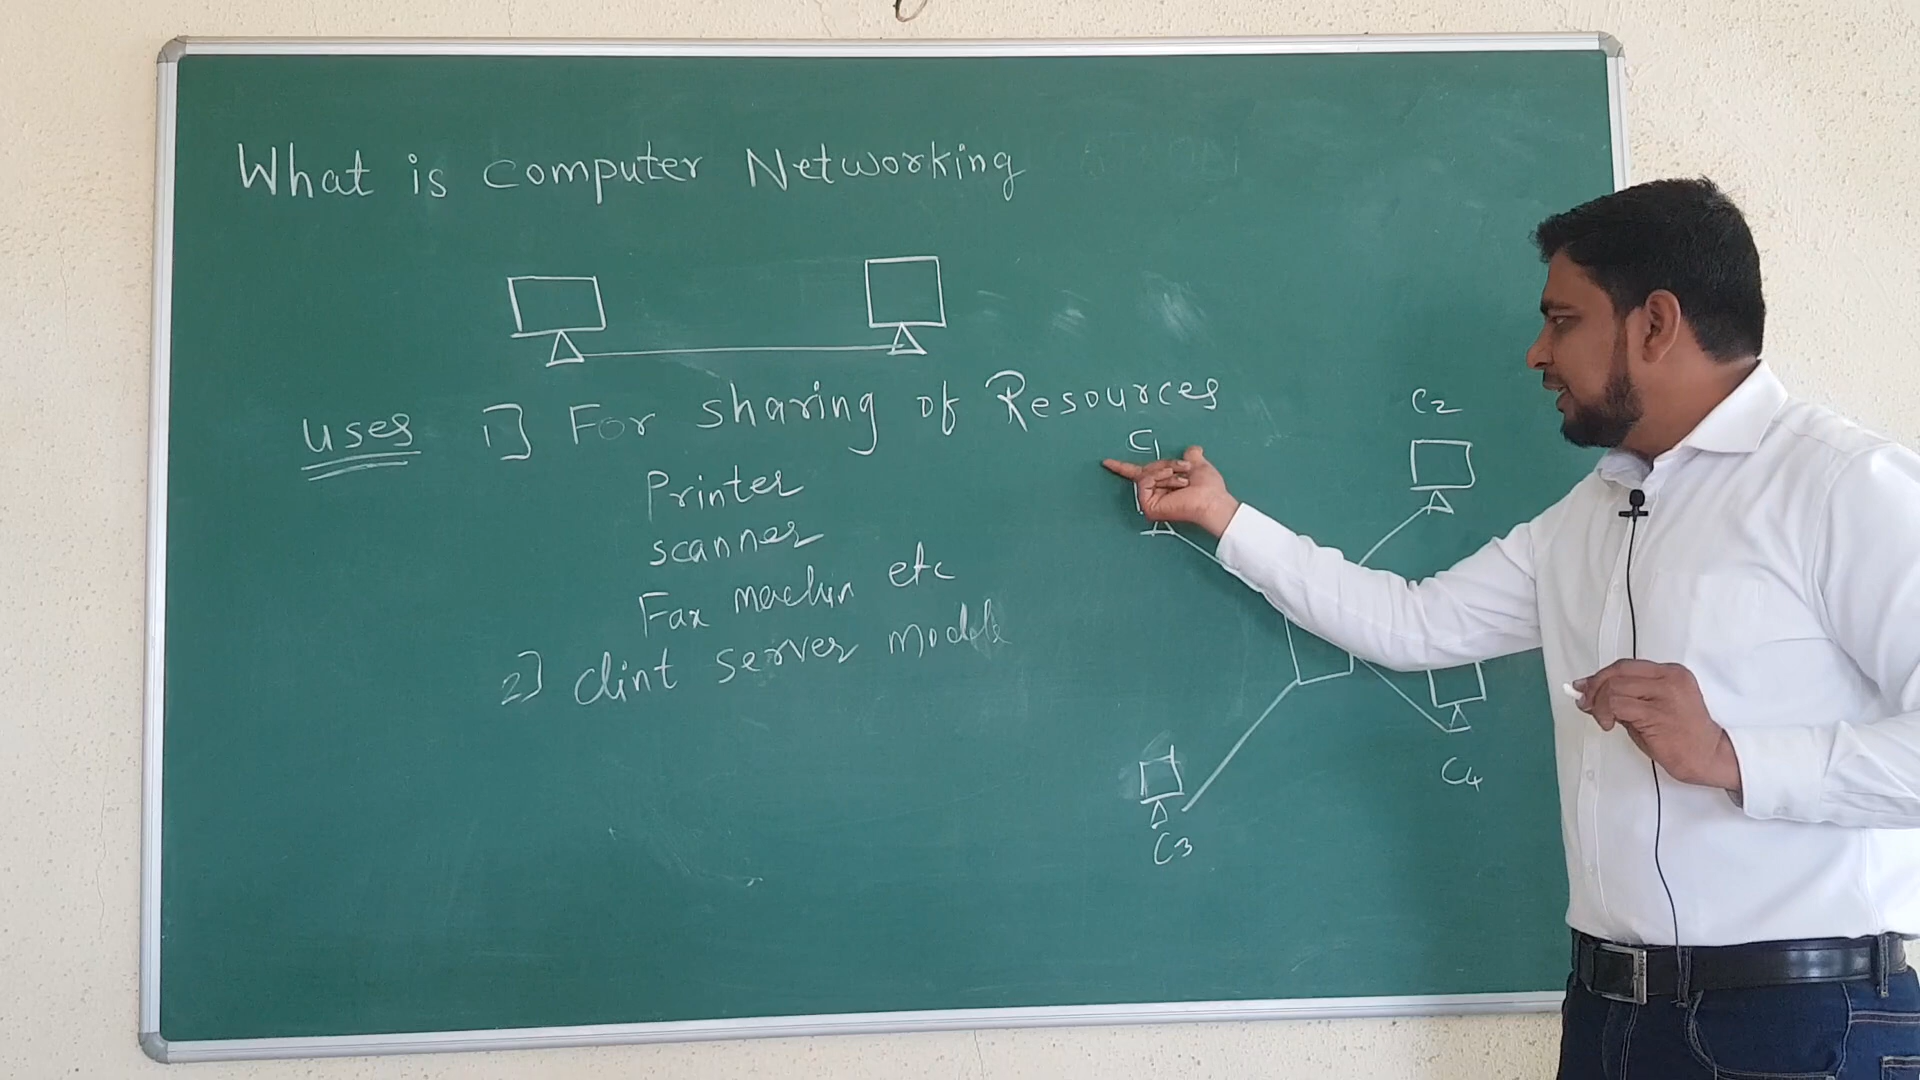 What is computer Networking
uses 1] For sharing of Resources
Printer
scanner
Fax machin etc
2] clint server modele
C1
C2
C3
C4